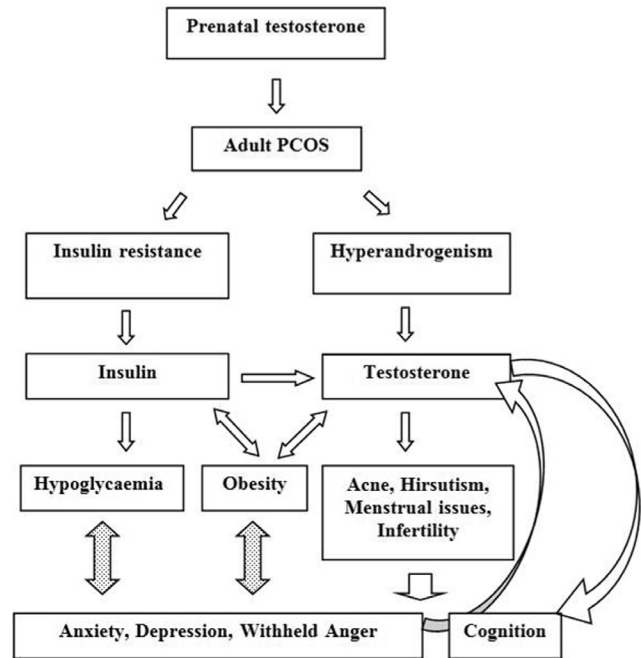 Prenatal testosterone
Adult PCOS
Insulin resistance
Hyperandrogenism
Insulin
Testosterone
Hypoglycaemia
Obesity
Acne, Hirsutism,
Menstrual issues,
Infertility
Anxiety, Depression, Withheld Anger
Cognition